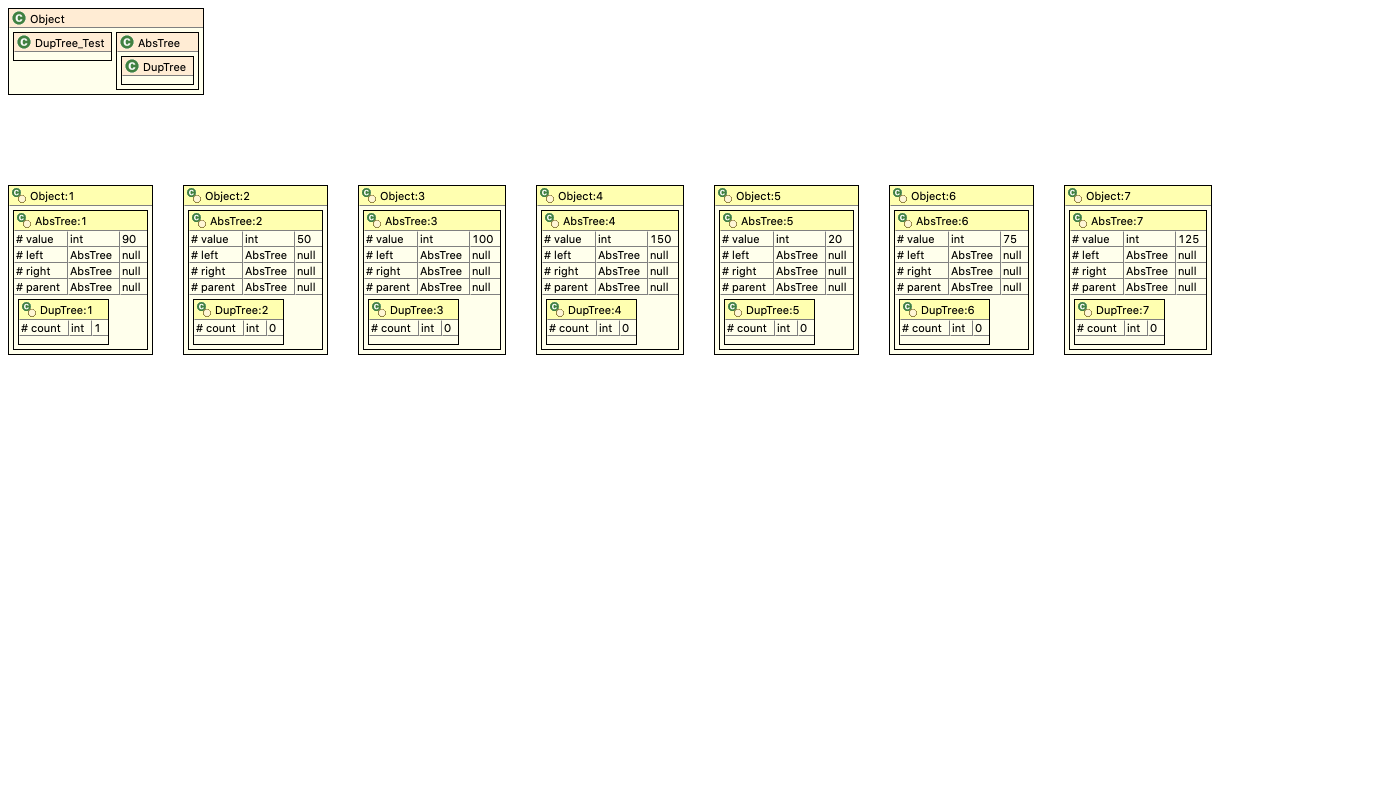 C Object
C DupTree_Test C AbsTree
C DupTree
C Object:1 C Object:2 C Object:3 C Object:4 C Object:5 C Object:6 C Object:7
C AbsTree:1 C AbsTree:2 C AbsTree:3 C AbsTree:4 C AbsTree:5 C AbsTree:6 C AbsTree:7
# value int 90 # value int 50 # value int 100 # value int 150 # value int 20 # value int 75 # value int 125
# left AbsTree null # left AbsTree null # left AbsTree null # left AbsTree null # left AbsTree null # left AbsTree null # left AbsTree null
# right AbsTree null # right AbsTree null # right AbsTree null # right AbsTree null # right AbsTree null # right AbsTree null # right AbsTree null
# parent AbsTree null # parent AbsTree null # parent AbsTree null # parent AbsTree null # parent AbsTree null # parent AbsTree null # parent AbsTree null
C DupTree:1 C DupTree:2 C DupTree:3 C DupTree:4 C DupTree:5 C DupTree:6 C DupTree:7
# count int 1 # count int 0 # count int 0 # count int 0 # count int 0 # count int 0 # count int 0